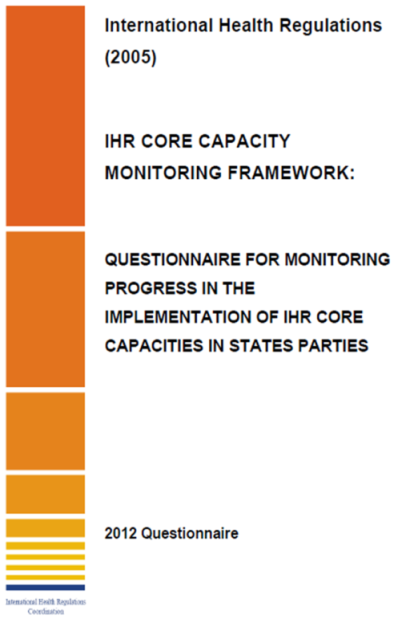 International Health Regulations
(2005)
IHR CORE CAPACITY
MONITORING FRAMEWORK:
QUESTIONNAIRE FOR MONITORING
PROGRESS IN THE
IMPLEMENTATION OF IHR CORE
CAPACITIES IN STATES PARTIES
2012 Questionnaire
International Health Regulations
Coordination